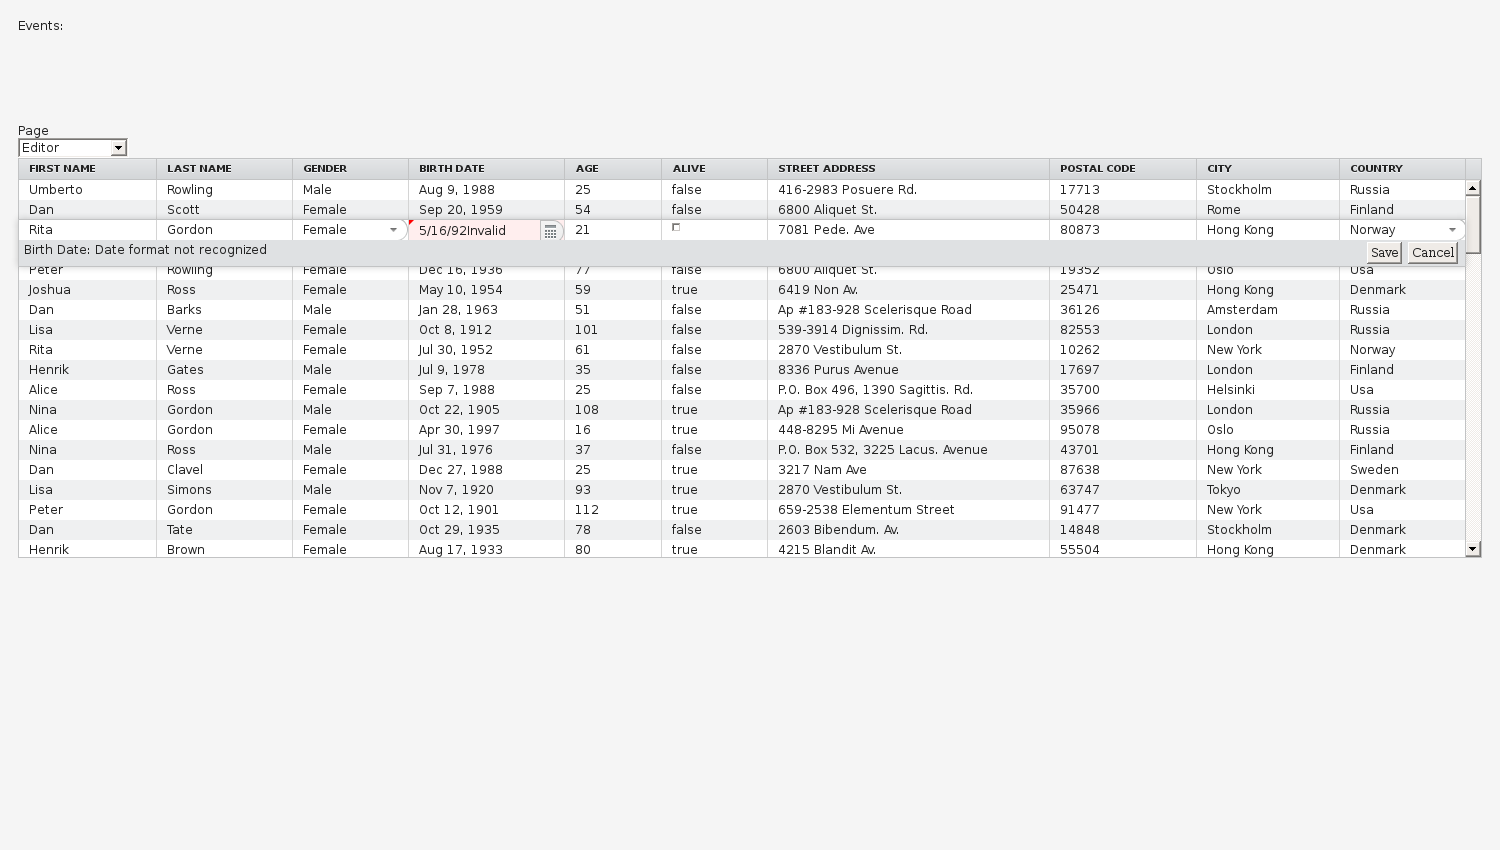 Events:
Page
Editor
FIRST NAME LAST NAME GENDER BIRTH DATE AGE ALIVE STREET ADDRESS POSTAL CODE CITY COUNTRY
Umberto Rowling Male Aug 9, 1988 25 false 416-2983 Posuere Rd. 17713 Stockholm Russia
Dan Scott Female Sep 20, 1959 54 false 6800 Aliquet St. 50428 Rome Finland
Rita Gordon Female 5/16/92Invalid 21 7081 Pede. Ave 80873 Hong Kong Norway
Birth Date: Date format not recognized Save Cancel
Peter Rowling Female Dec 16, 1936 77 false 6800 Aliquet St. 19352 Oslo Usa
Joshua Ross Female May 10, 1954 59 true 6419 Non Av. 25471 Hong Kong Denmark
Dan Barks Male Jan 28, 1963 51 false Ap #183-928 Scelerisque Road 36126 Amsterdam Russia
Lisa Verne Female Oct 8, 1912 101 false 539-3914 Dignissim. Rd. 82553 London Russia
Rita Verne Female Jul 30, 1952 61 false 2870 Vestibulum St. 10262 New York Norway
Henrik Gates Male Jul 9, 1978 35 false 8336 Purus Avenue 17697 London Finland
Alice Ross Female Sep 7, 1988 25 false P.O. Box 496, 1390 Sagittis. Rd. 35700 Helsinki Usa
Nina Gordon Male Oct 22, 1905 108 true Ap #183-928 Scelerisque Road 35966 London Russia
Alice Gordon Female Apr 30, 1997 16 true 448-8295 Mi Avenue 95078 Oslo Russia
Nina Ross Male Jul 31, 1976 37 false P.O. Box 532, 3225 Lacus. Avenue 43701 Hong Kong Finland
Dan Clavel Female Dec 27, 1988 25 true 3217 Nam Ave 87638 New York Sweden
Lisa Simons Male Nov 7, 1920 93 true 2870 Vestibulum St. 63747 Tokyo Denmark
Peter Gordon Female Oct 12, 1901 112 true 659-2538 Elementum Street 91477 New York Usa
Dan Tate Female Oct 29, 1935 78 false 2603 Bibendum. Av. 14848 Stockholm Denmark
Henrik Brown Female Aug 17, 1933 80 true 4215 Blandit Av. 55504 Hong Kong Denmark